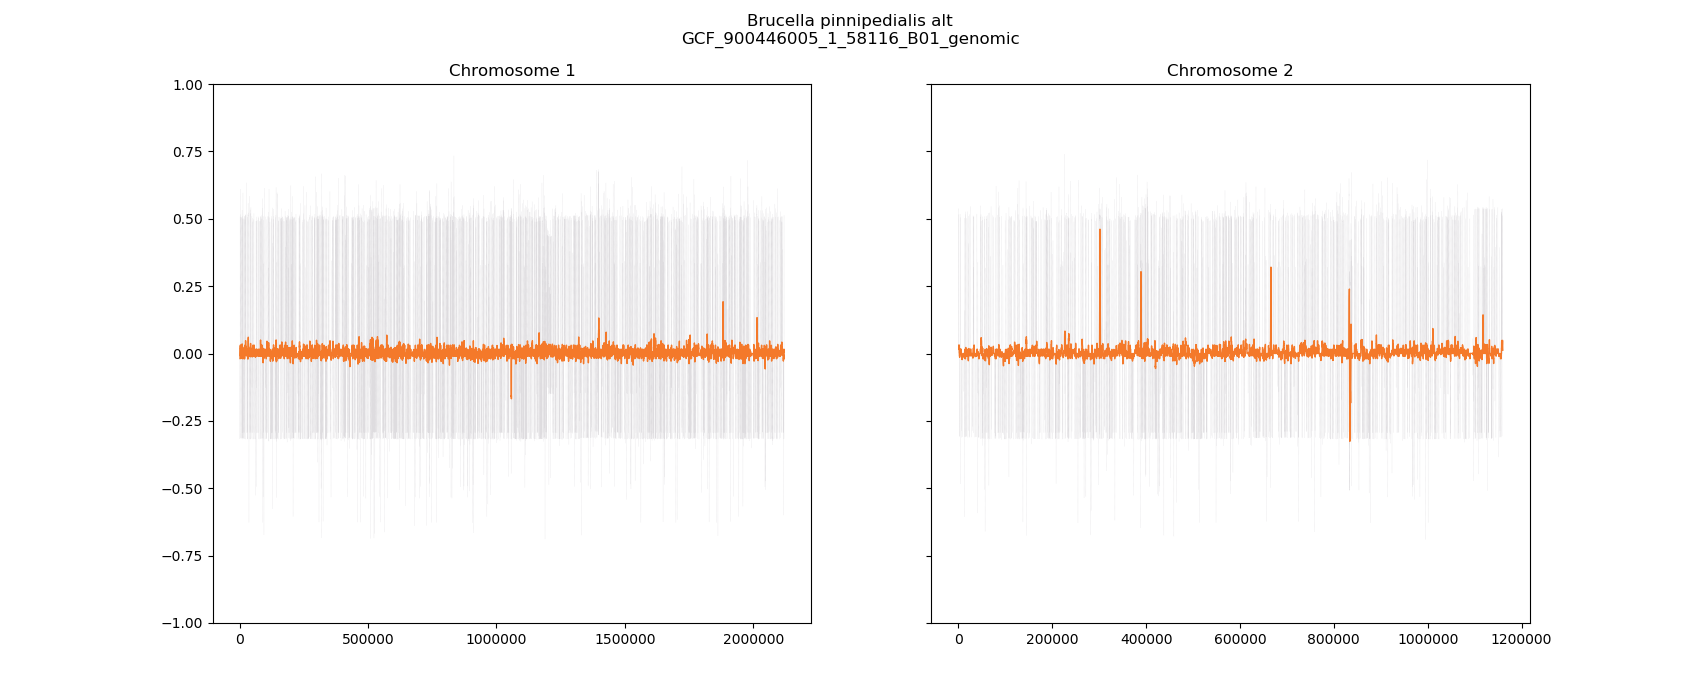 Brucella pinnipedialis alt
GCF_900446005_1_58116_B01_genomic
Chromosome 1
Chromosome 2
1.00
0.75
0.50
0.25
0.00
−0.25
−0.50
−0.75
−1.00
0 500000 1000000 1500000 2000000
0 200000 400000 600000 800000 1000000 1200000